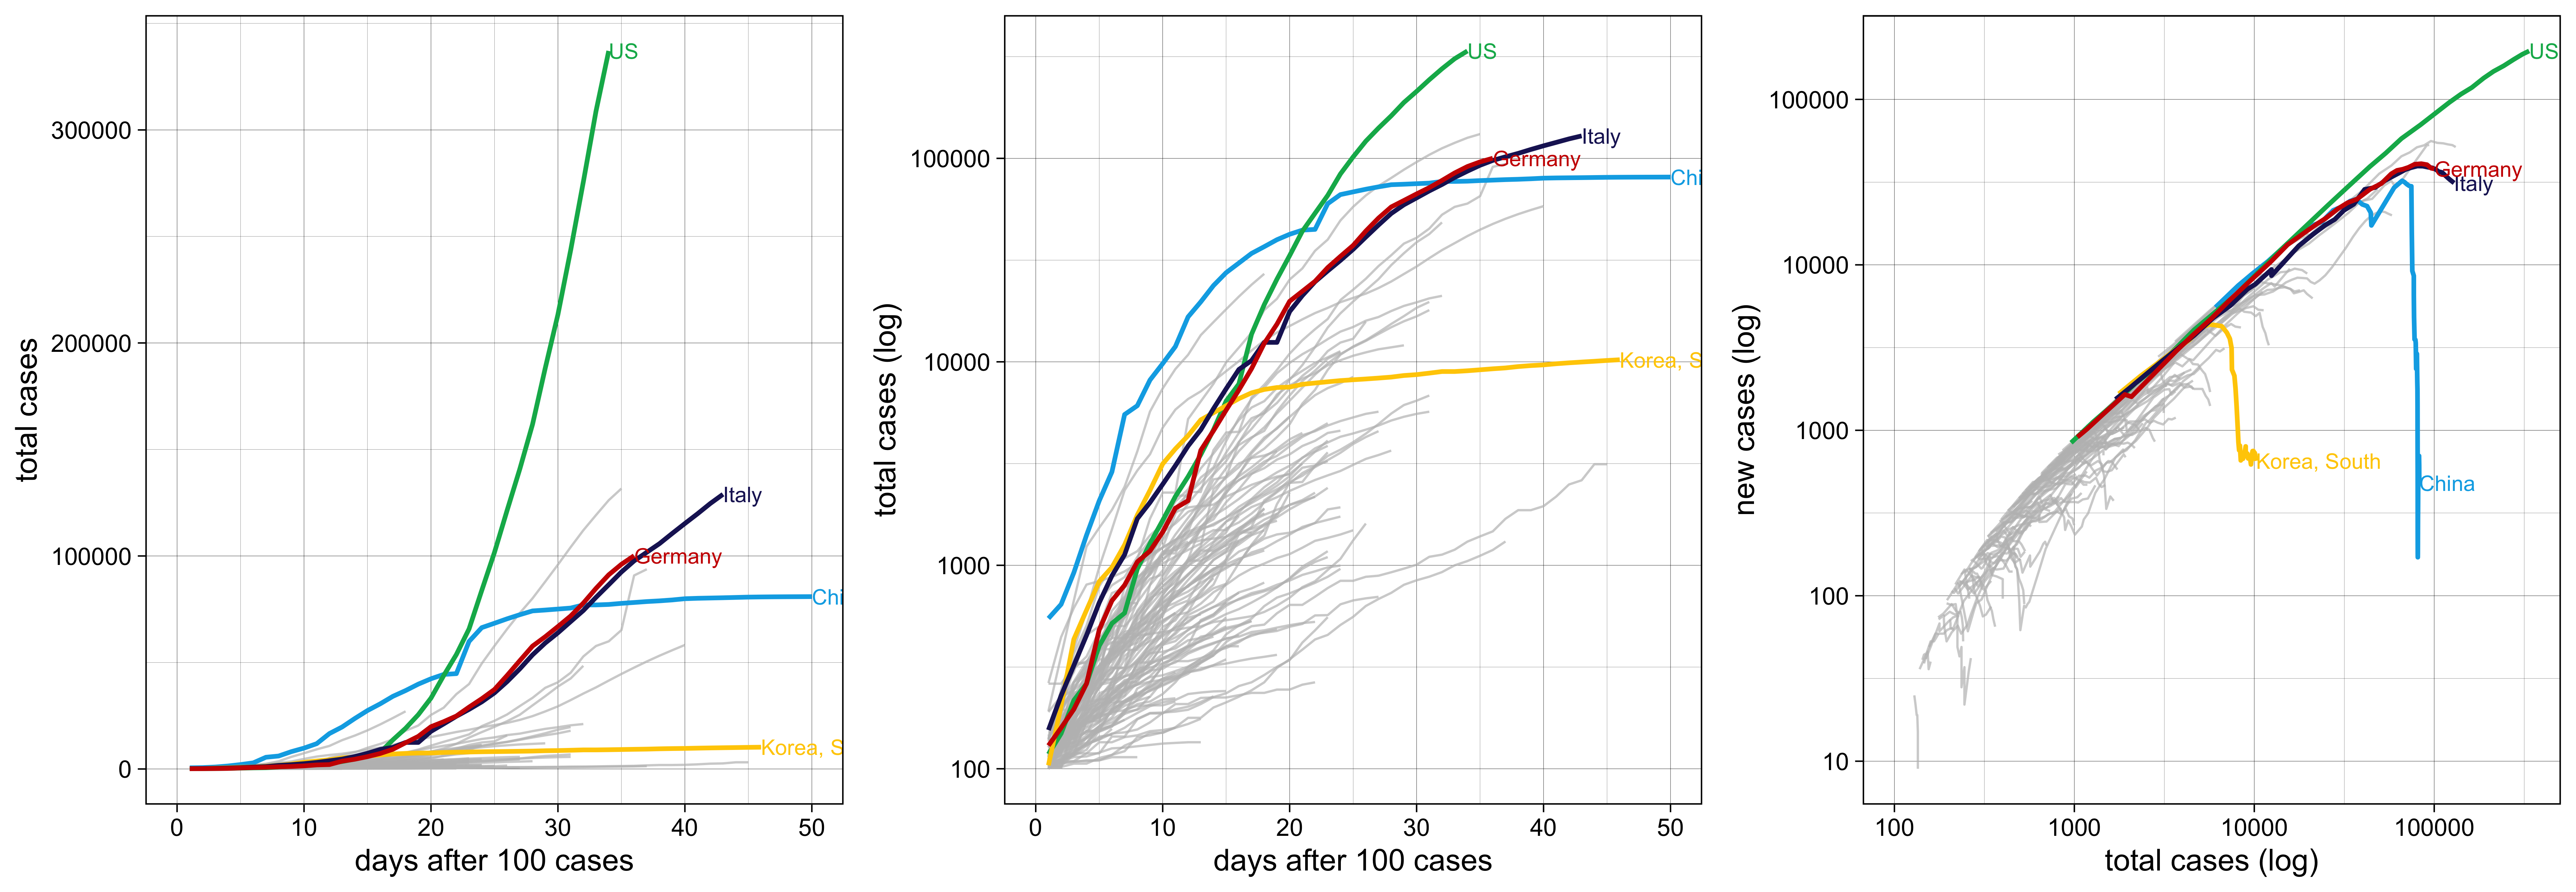 total cases
300000
200000
100000
0
US
Italy
Germany
Chi
Korea, S
0 10 20 30 40 50
days after 100 cases
total cases (log)
100000
10000
1000
100
US
Italy
Germany
Chi
Korea, S
0 10 20 30 40 50
days after 100 cases
new cases (log)
100000
10000
1000
100
10
US
Germany
Italy
Korea, South
China
100 1000 10000 100000
total cases (log)